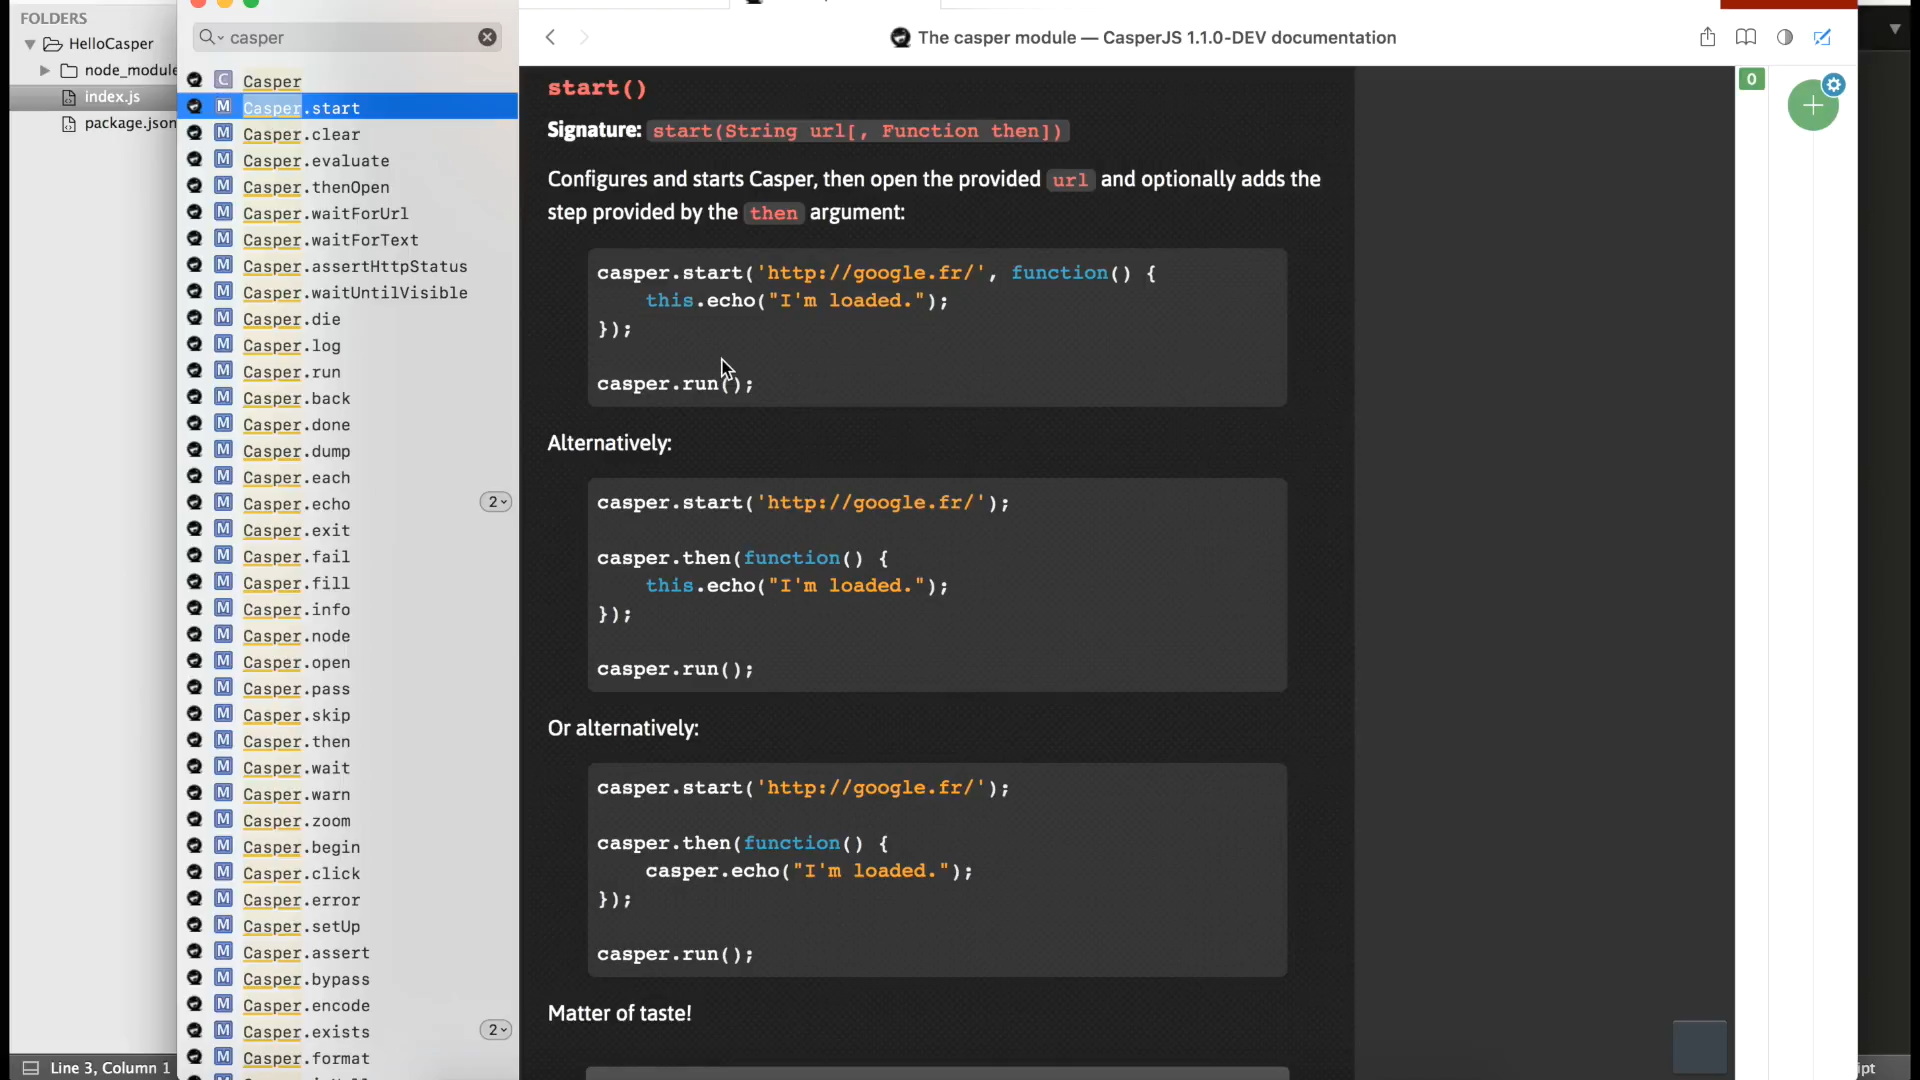 FOLDERS
HelloCasper
node_module
index.js
package.json
Line 3, Column 1
casper
C Casper
M Casper.start
M Casper.clear
M Casper.evaluate
M Casper.thenOpen
M Casper.waitForUrl
M Casper.waitForText
M Casper.assertHttpStatus
M Casper.waitUntilVisible
M Casper.die
M Casper.log
M Casper.run
M Casper.back
M Casper.done
M Casper.dump
M Casper.each
M Casper.echo 2
M Casper.exit
M Casper.fail
M Casper.fill
M Casper.info
M Casper.node
M Casper.open
M Casper.pass
M Casper.skip
M Casper.then
M Casper.wait
M Casper.warn
M Casper.zoom
M Casper.begin
M Casper.click
M Casper.error
M Casper.setUp
M Casper.assert
M Casper.bypass
M Casper.encode
M Casper.exists 2
M Casper.format
The casper module — CasperJS 1.1.0-DEV documentation
start()
Signature: start(String url[, Function then])
Configures and starts Casper, then open the provided url and optionally adds the
step provided by the then argument:
casper.start('http://google.fr/', function() {
this.echo("I'm loaded.");
});
casper.run();
Alternatively:
casper.start('http://google.fr/');
casper.then(function() {
this.echo("I'm loaded.");
});
casper.run();
Or alternatively:
casper.start('http://google.fr/');
casper.then(function() {
casper.echo("I'm loaded.");
});
casper.run();
Matter of taste!
0
ipt